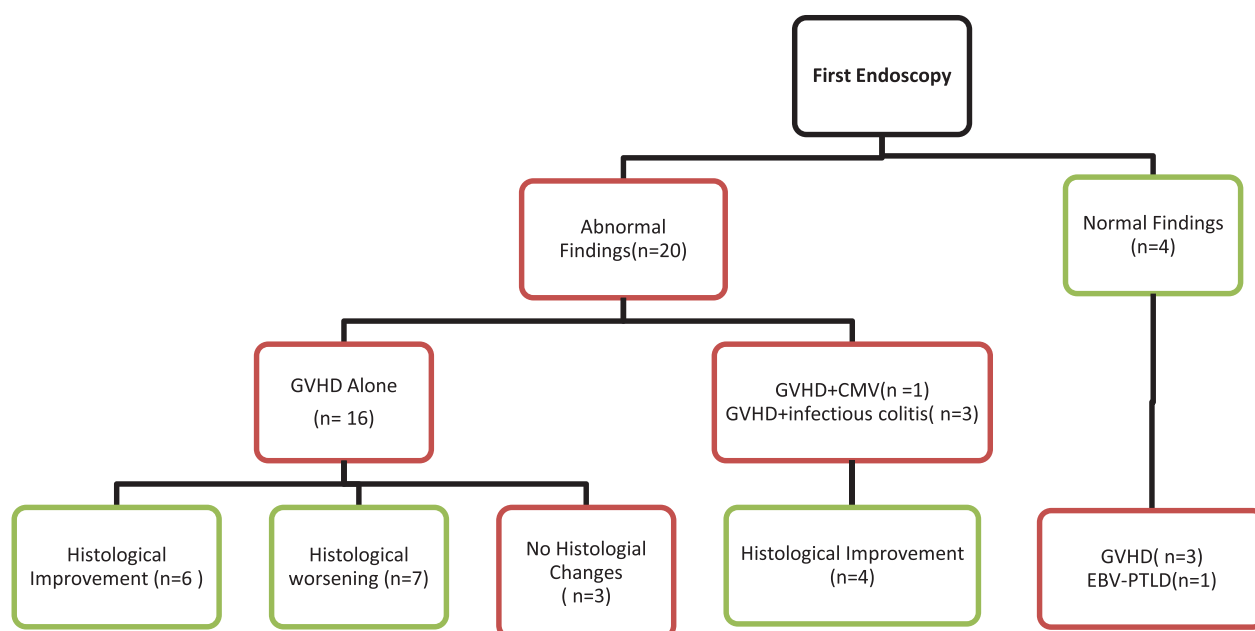 First Endoscopy
Abnormal
Findings(n=20)
Normal Findings
(n=4)
GVHD Alone
(n= 16)
GVHD+CMV(n =1)
GVHD+infectious colitis( n=3)
Histological
Improvement (n=6 )
Histological
worsening (n=7)
No Histologial
Changes
( n=3)
Histological Improvement
(n=4)
GVHD( n=3)
EBV-PTLD(n=1)